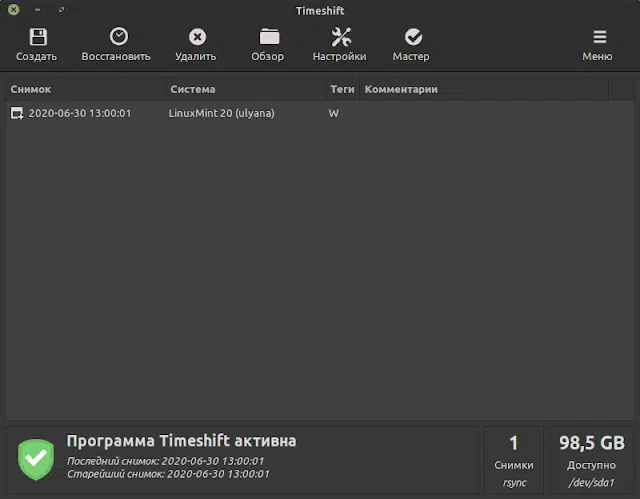 Timeshift
Создать Восстановить Удалить Обзор Настройки Мастер Меню
Снимок Система Теги Комментарии
2020-06-30 13:00:01 LinuxMint 20 (ulyana) W
Программа Timeshift активна
Последний снимок: 2020-06-30 13:00:01
Старейший снимок: 2020-06-30 13:00:01
1
Снимки
rsync
98,5 GB
Доступно
/dev/sda1